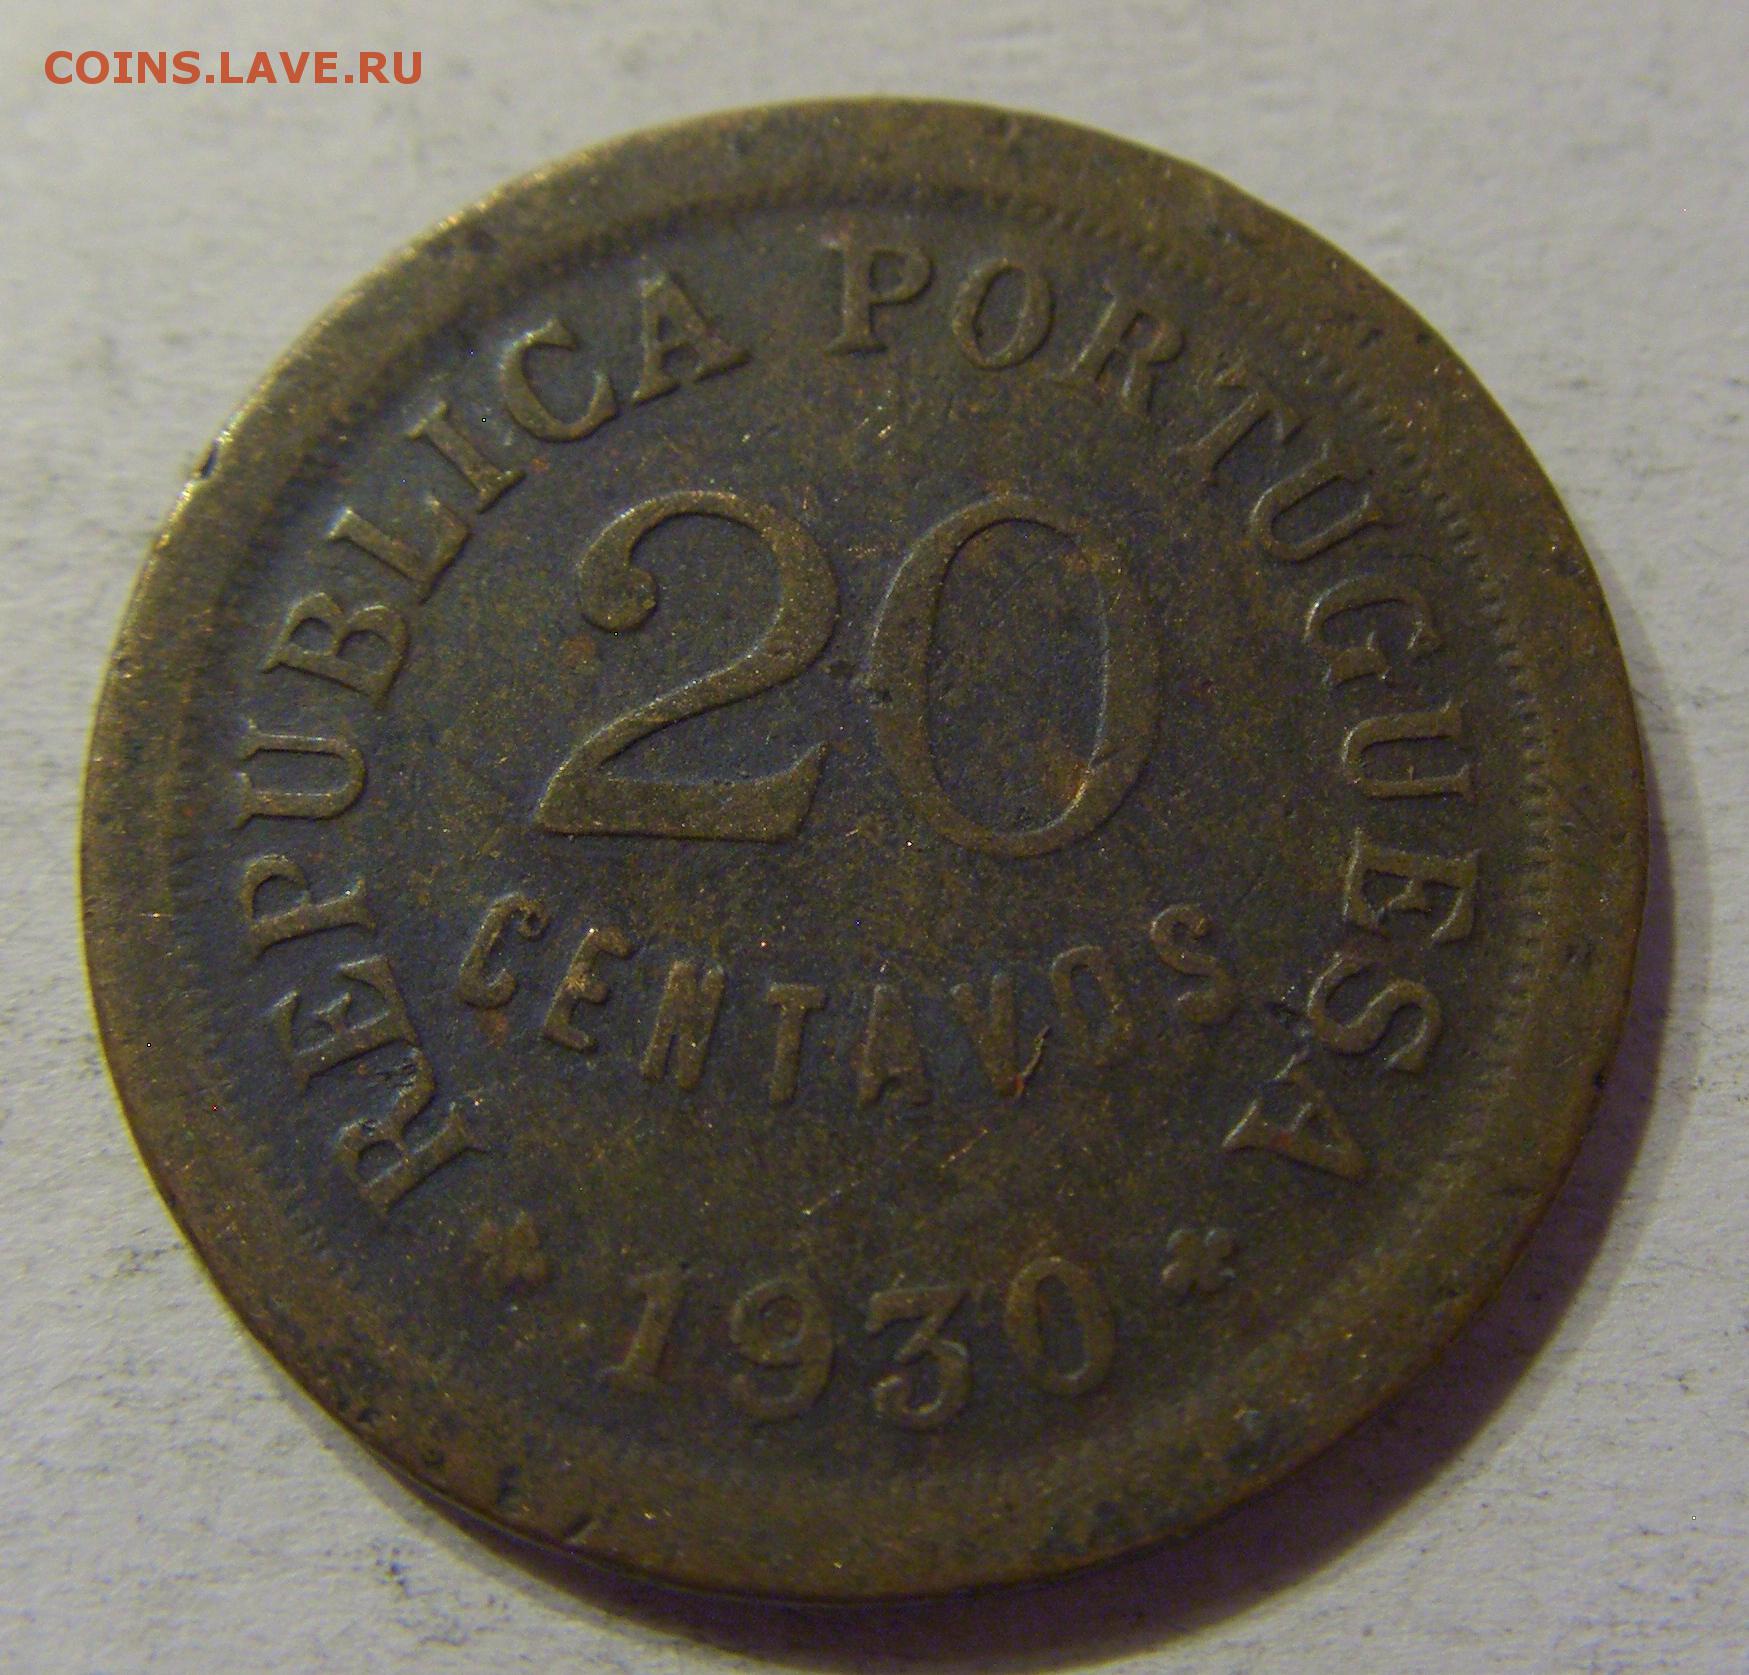 COINS.LAVE.RU
REPUBLICA PORTUGUESA
20
CENTAVOS
1930